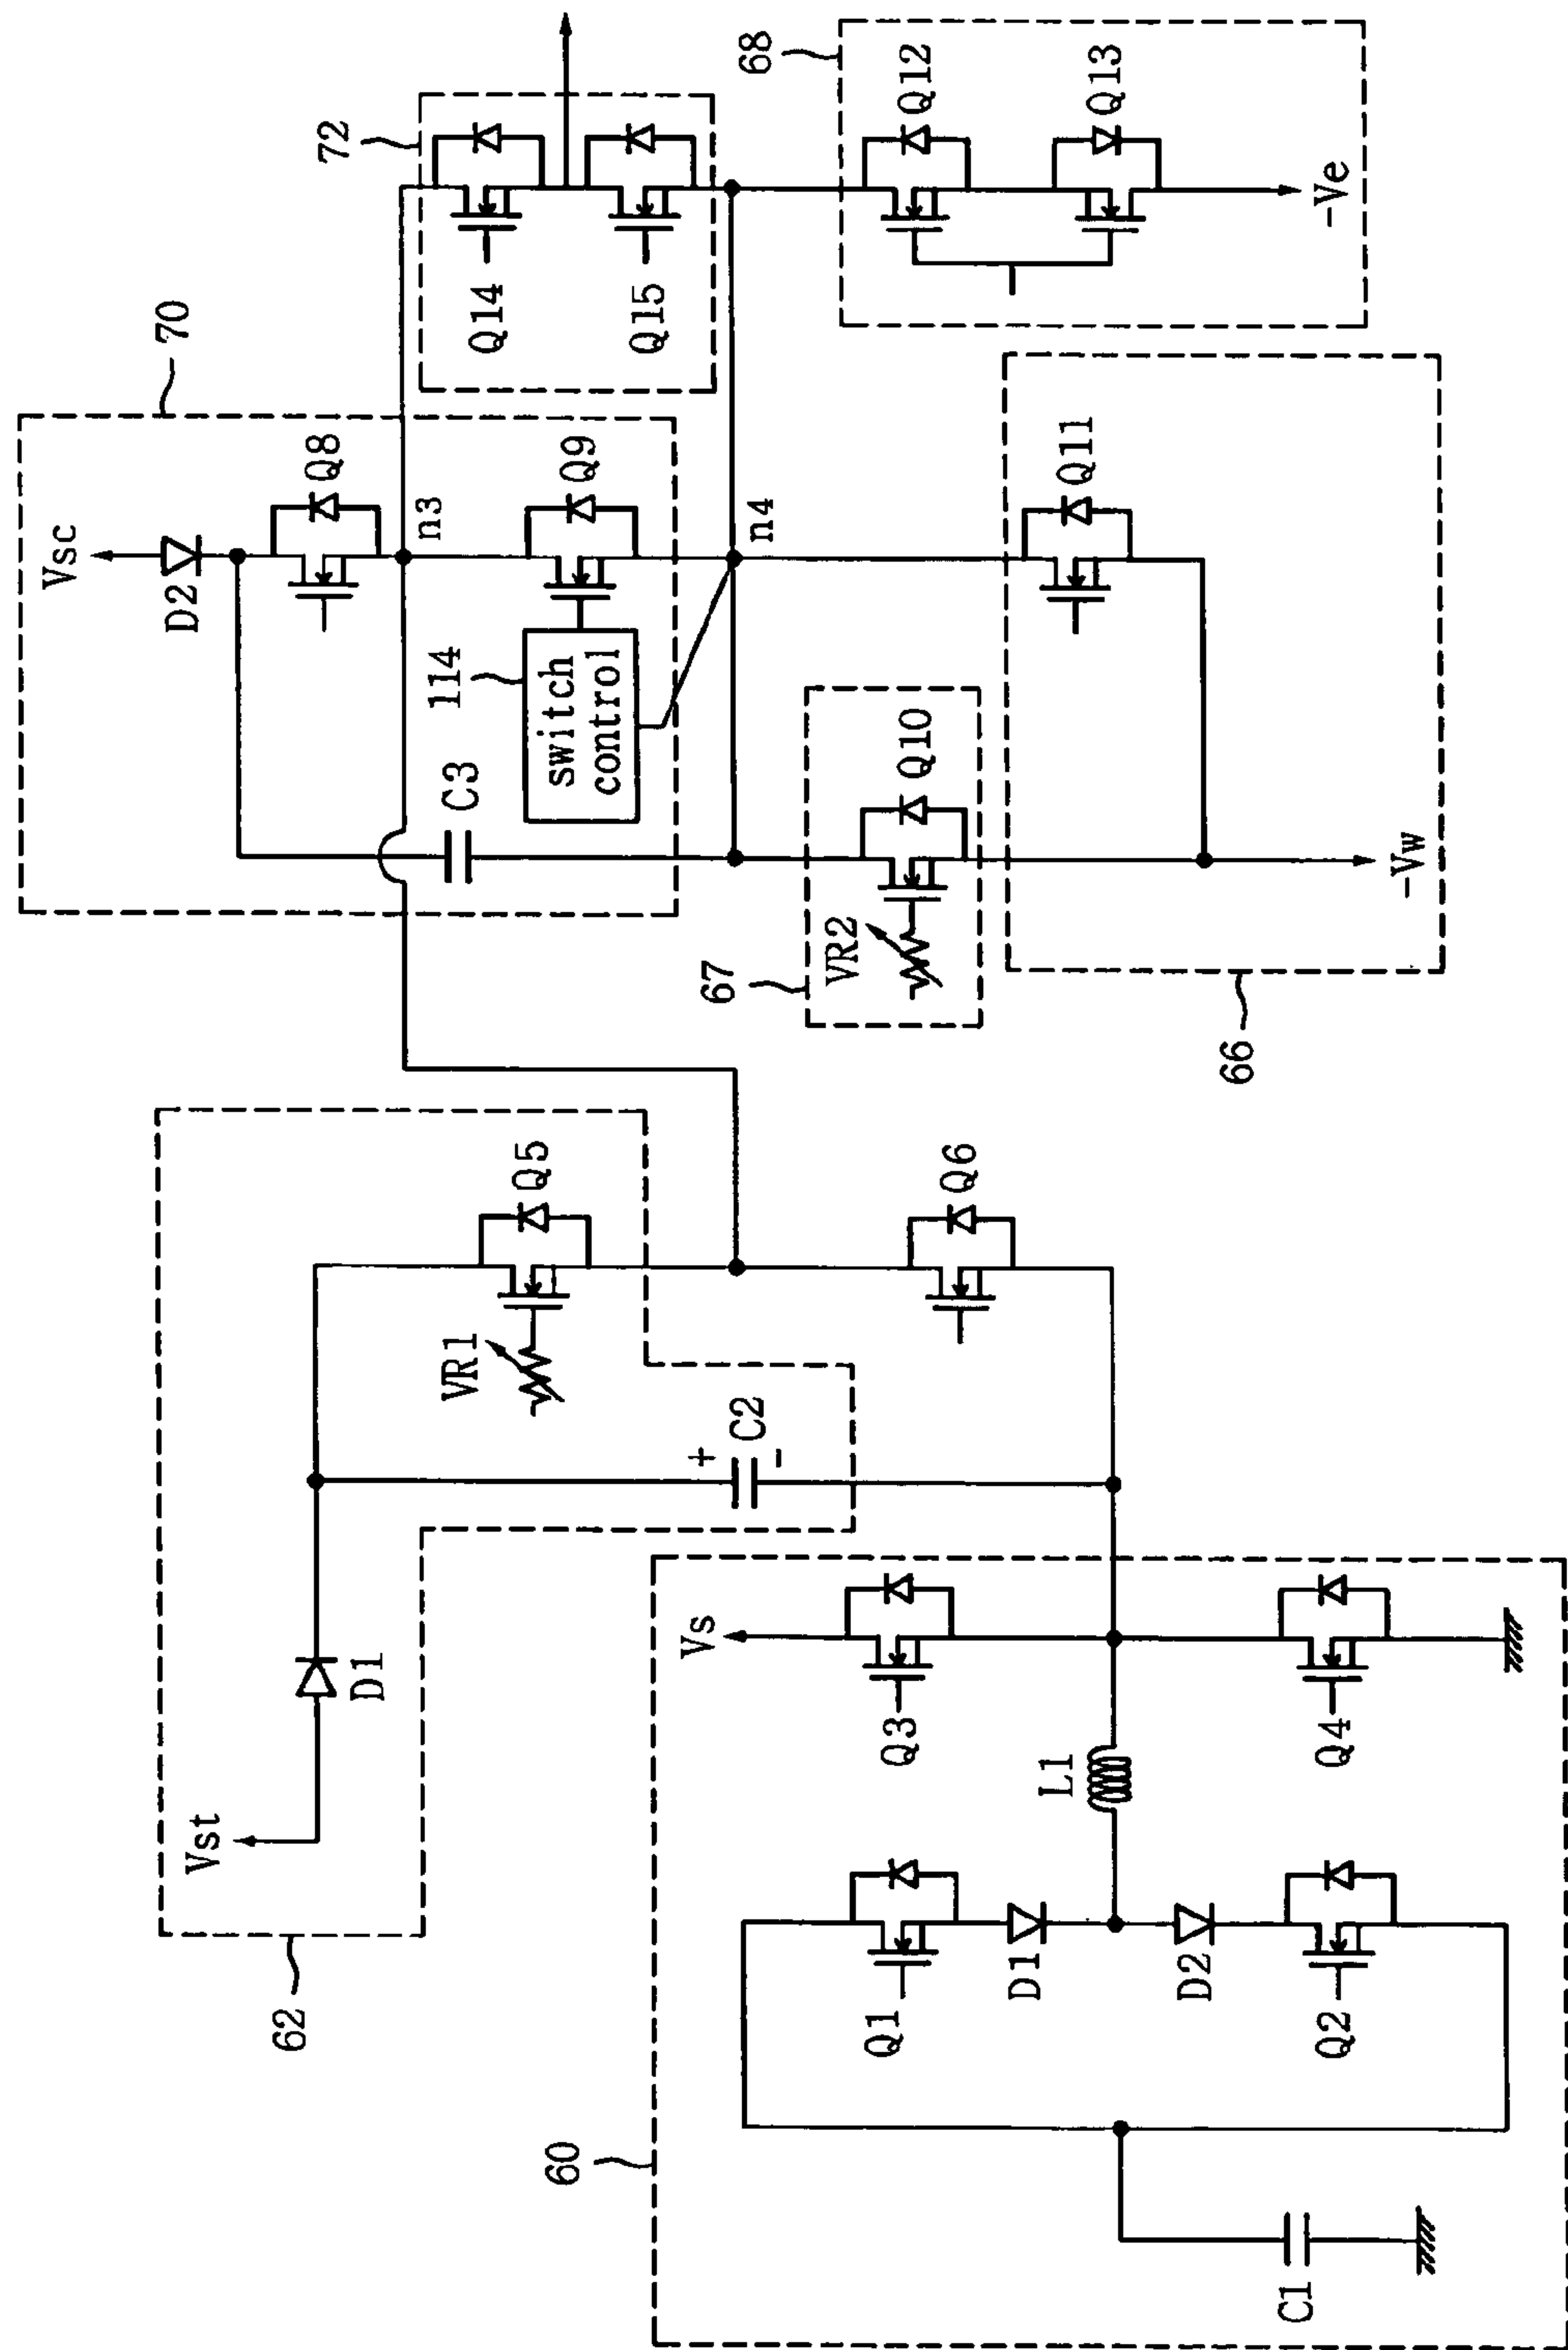 62
Vst
D1
VR1
Q5
C2
+
-
Q6
60
C1
Q1
D1
D2
Q2
L1
Vs
Q3
Q4
70
Vsc
D2
Q8
n3
C3
114
switch
control
Q9
n4
72
Q14
Q15
67
VR2
Q10
66
Q11
-Vw
68
Q12
Q13
-Ve